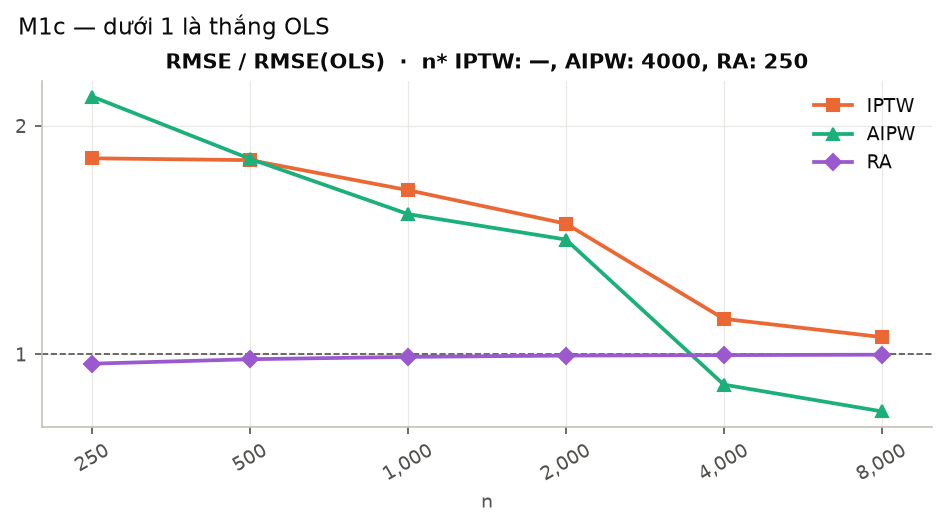 M1c — dưới 1 là thắng OLS
RMSE / RMSE(OLS)  ·  n* IPTW: —, AIPW: 4000, RA: 250
IPTW
AIPW
RA
2
1
250
500
1,000
2,000
4,000
8,000
n